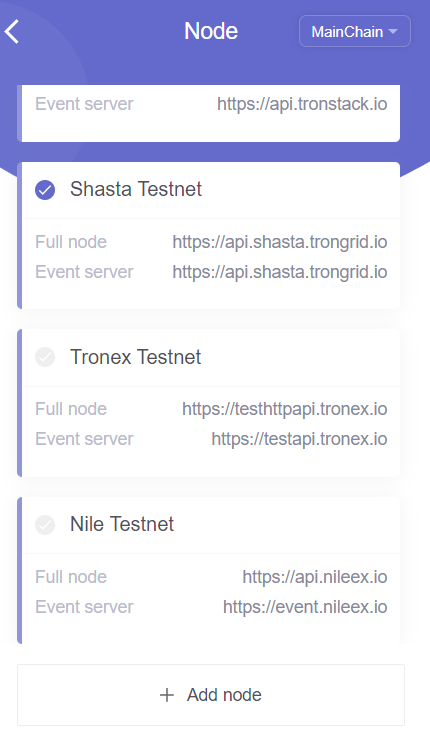 Node
MainChain
Event server https://api.tronstack.io
Shasta Testnet
Full node https://api.shasta.trongrid.io
Event server https://api.shasta.trongrid.io
Tronex Testnet
Full node https://testhttpapi.tronex.io
Event server https://testapi.tronex.io
Nile Testnet
Full node https://api.nileex.io
Event server https://event.nileex.io
+ Add node